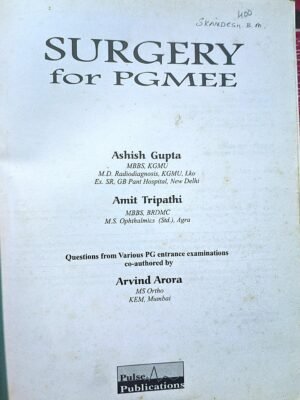 400
SKANDESH B.M.
SURGERY
for PGMEE
Ashish Gupta
MBBS, KGMU
M.D. Radiodiagnosis, KGMU, Lko
Ex. SR, GB Pant Hospital, New Delhi
Amit Tripathi
MBBS, BRDMC
M.S. Ophthalmics (Std.), Agra
Questions from Various PG entrance examinations
co-authored by
Arvind Arora
MS Ortho
KEM, Mumbai
Pulse
Publications